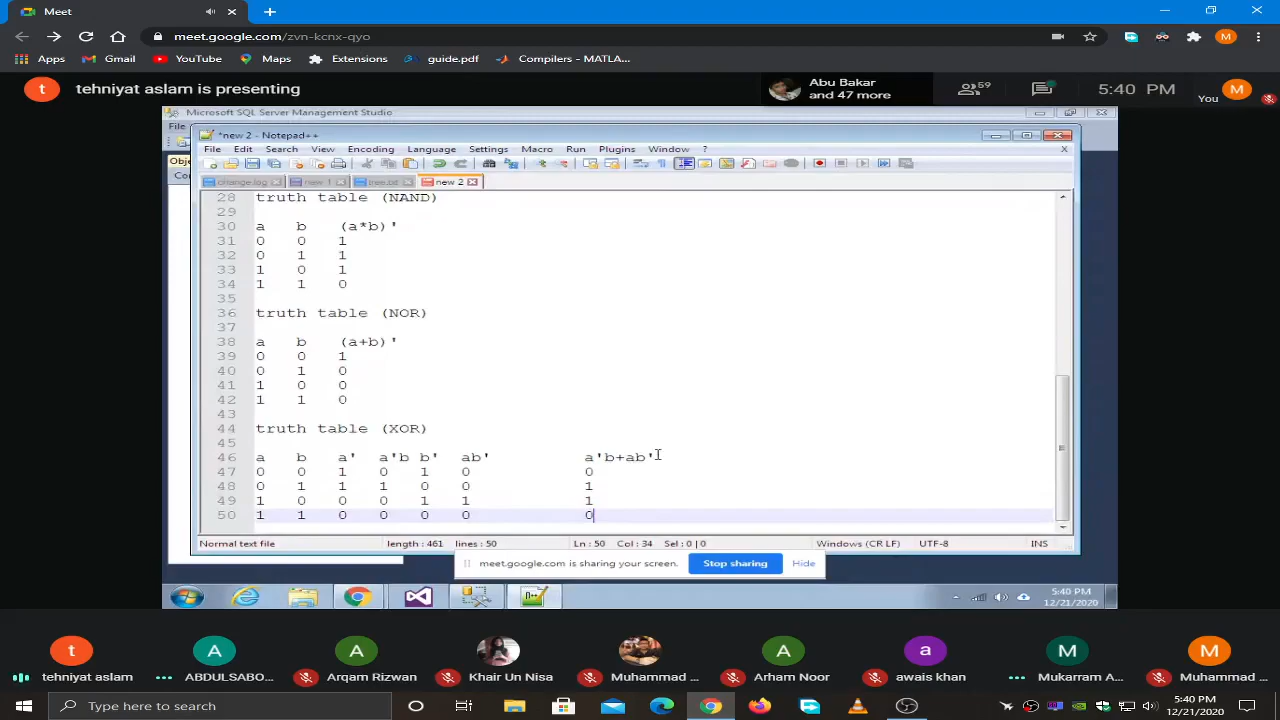 Meet
meet.google.com/zvn-kcnx-qyo
Apps Gmail YouTube Maps Extensions guide.pdf Compilers - MATLA...
t tehniyat aslam is presenting
Abu Bakar
and 47 more
59
5:40 PM
You
M
Microsoft SQL Server Management Studio
File
*new 2 - Notepad++
File Edit Search View Encoding Language Settings Macro Run Plugins Window ? X
Obje
change.log new 1 tree.txt new 2
28 truth table (NAND)
29
30 a b (a*b)'
31 0 0 1
32 0 1 1
33 1 0 1
34 1 1 0
35
36 truth table (NOR)
37
38 a b (a+b)'
39 0 0 1
40 0 1 0
41 1 0 0
42 1 1 0
43
44 truth table (XOR)
45
46 a b a' a'b b' ab' a'b+ab'
47 0 0 1 0 1 0 0
48 0 1 1 1 0 0 1
49 1 0 0 0 1 1 1
50 1 1 0 0 0 0 0
Normal text file length : 461 lines : 50 Ln : 50 Col : 34 Sel : 0 | 0 Windows (CR LF) UTF-8 INS
meet.google.com is sharing your screen. Stop sharing Hide
5:40 PM
12/21/2020
t A A M A a M M
tehniyat aslam ABDULSABO... Arqam Rizwan Khair Un Nisa Muhammad ... Arham Noor awais khan Mukarram A... Muhammad ...
Type here to search
5:40 PM
12/21/2020